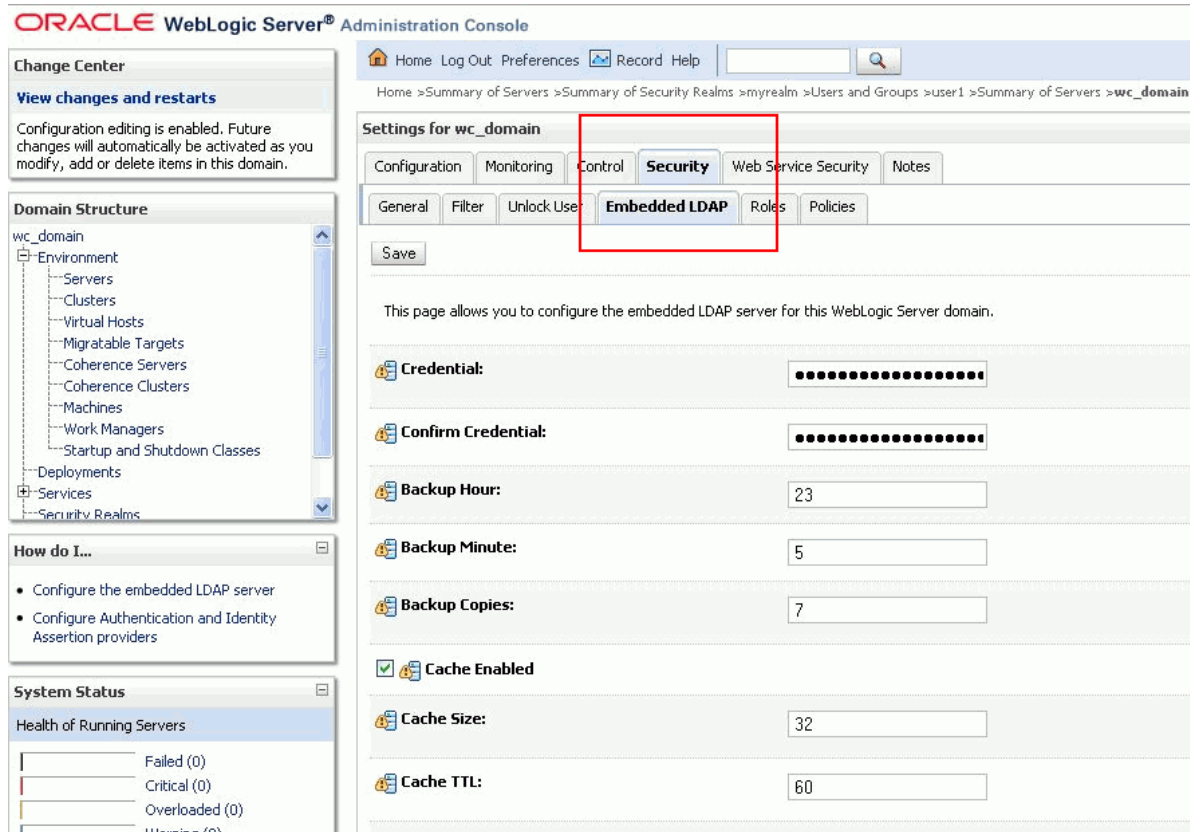 ORACLE WebLogic Server® Administration Console
Change Center
View changes and restarts
Configuration editing is enabled. Future
changes will automatically be activated as you
modify, add or delete items in this domain.
Domain Structure
wc_domain
Environment
Servers
Clusters
Virtual Hosts
Migratable Targets
Coherence Servers
Coherence Clusters
Machines
Work Managers
Startup and Shutdown Classes
Deployments
Services
Security Realms
How do I...
Configure the embedded LDAP server
Configure Authentication and Identity
Assertion providers
System Status
Health of Running Servers
Failed (0)
Critical (0)
Overloaded (0)
Warning (0)
Home Log Out Preferences Record Help
Home >Summary of Servers >Summary of Security Realms >myrealm >Users and Groups >user1 >Summary of Servers >wc_domain
Settings for wc_domain
Configuration Monitoring Control Security Web Service Security Notes
General Filter Unlock User Embedded LDAP Roles Policies
Save
This page allows you to configure the embedded LDAP server for this WebLogic Server domain.
Credential: ●●●●●●●●●●●●●●●●●●
Confirm Credential: ●●●●●●●●●●●●●●●●●●
Backup Hour: 23
Backup Minute: 5
Backup Copies: 7
Cache Enabled
Cache Size: 32
Cache TTL: 60